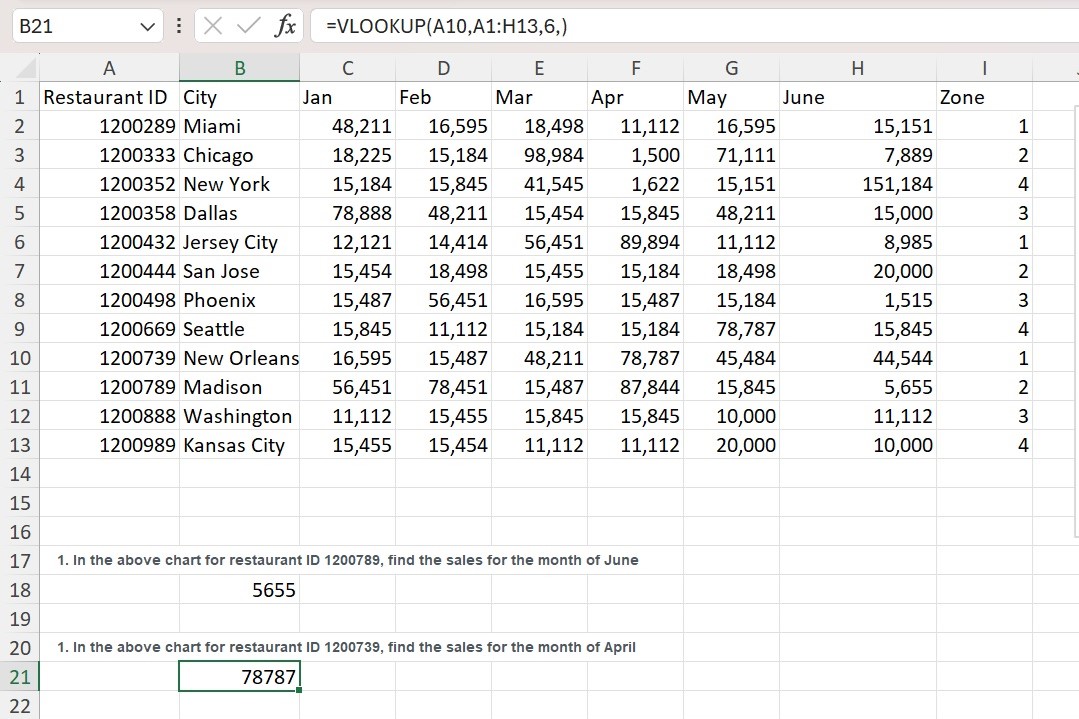 B21 fx =VLOOKUP(A10,A1:H13,6,)
A B C D E F G H I
1 Restaurant ID City Jan Feb Mar Apr May June Zone
2 1200289 Miami 48,211 16,595 18,498 11,112 16,595 15,151 1
3 1200333 Chicago 18,225 15,184 98,984 1,500 71,111 7,889 2
4 1200352 New York 15,184 15,845 41,545 1,622 15,151 151,184 4
5 1200358 Dallas 78,888 48,211 15,454 15,845 48,211 15,000 3
6 1200432 Jersey City 12,121 14,414 56,451 89,894 11,112 8,985 1
7 1200444 San Jose 15,454 18,498 15,455 15,184 18,498 20,000 2
8 1200498 Phoenix 15,487 56,451 16,595 15,487 15,184 1,515 3
9 1200669 Seattle 15,845 11,112 15,184 15,184 78,787 15,845 4
10 1200739 New Orleans 16,595 15,487 48,211 78,787 45,484 44,544 1
11 1200789 Madison 56,451 78,451 15,487 87,844 15,845 5,655 2
12 1200888 Washington 11,112 15,455 15,845 15,845 10,000 11,112 3
13 1200989 Kansas City 15,455 15,454 11,112 11,112 20,000 10,000 4
14
15
16
17 1. In the above chart for restaurant ID 1200789, find the sales for the month of June
18 5655
19
20 1. In the above chart for restaurant ID 1200739, find the sales for the month of April
21 78787
22